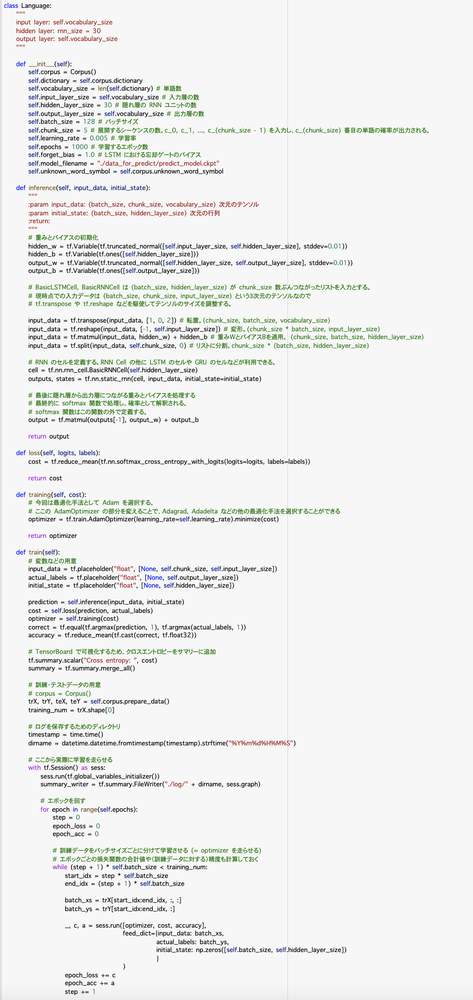 class Language:
    """
    input layer: self.vocabulary_size
    hidden layer: rnn_size = 30
    output layer: self.vocabulary_size
    """

    def __init__(self):
        self.corpus = Corpus()
        self.dictionary = self.corpus.dictionary
        self.vocabulary_size = len(self.dictionary) # 単語数
        self.input_layer_size = self.vocabulary_size # 入力層の数
        self.hidden_layer_size = 30 # 隠れ層の RNN ユニットの数
        self.output_layer_size = self.vocabulary_size # 出力層の数
        self.batch_size = 128 # バッチサイズ
        self.chunk_size = 5 # 展開するシーケンスの数。c_0, c_1, ..., c_(chunk_size - 1) を入力し、c_(chunk_size) 番目の単語の確率が出力される。
        self.learning_rate = 0.005 # 学習率
        self.epochs = 1000 # 学習するエポック数
        self.forget_bias = 1.0 # LSTM における忘却ゲートのバイアス
        self.model_filename = "./data_for_predict/predict_model.ckpt"
        self.unknown_word_symbol = self.corpus.unknown_word_symbol

    def inference(self, input_data, initial_state):
        """
        :param input_data: (batch_size, chunk_size, vocabulary_size) 次元のテンソル
        :param initial_state: (batch_size, hidden_layer_size) 次元の行列
        :return:
        """
        # 重みとバイアスの初期化
        hidden_w = tf.Variable(tf.truncated_normal([self.input_layer_size, self.hidden_layer_size], stddev=0.01))
        hidden_b = tf.Variable(tf.ones([self.hidden_layer_size]))
        output_w = tf.Variable(tf.truncated_normal([self.hidden_layer_size, self.output_layer_size], stddev=0.01))
        output_b = tf.Variable(tf.ones([self.output_layer_size]))

        # BasicLSTMCell, BasicRNNCell は (batch_size, hidden_layer_size) が chunk_size 数ぶんつながったリストを入力とする。
        # 現時点での入力データは (batch_size, chunk_size, input_layer_size) という3次元のテンソルなので
        # tf.transpose や tf.reshape などを駆使してテンソルのサイズを調整する。

        input_data = tf.transpose(input_data, [1, 0, 2]) # 転置。(chunk_size, batch_size, vocabulary_size)
        input_data = tf.reshape(input_data, [-1, self.input_layer_size]) # 変形。(chunk_size * batch_size, input_layer_size)
        input_data = tf.matmul(input_data, hidden_w) + hidden_b # 重みWとバイアスBを適用。 (chunk_size, batch_size, hidden_layer_size)
        input_data = tf.split(input_data, self.chunk_size, 0) # リストに分割。chunk_size * (batch_size, hidden_layer_size)

        # RNN のセルを定義する。RNN Cell の他に LSTM のセルや GRU のセルなどが利用できる。
        cell = tf.nn.rnn_cell.BasicRNNCell(self.hidden_layer_size)
        outputs, states = tf.nn.static_rnn(cell, input_data, initial_state=initial_state)

        # 最後に隠れ層から出力層につながる重みとバイアスを処理する
        # 最終的に softmax 関数で処理し、確率として解釈される。
        # softmax 関数はこの関数の外で定義する。
        output = tf.matmul(outputs[-1], output_w) + output_b

        return output

    def loss(self, logits, labels):
        cost = tf.reduce_mean(tf.nn.softmax_cross_entropy_with_logits(logits=logits, labels=labels))

        return cost

    def training(self, cost):
        # 今回は最適化手法として Adam を選択する。
        # ここの AdamOptimizer の部分を変えることで、Adagrad, Adadelta などの他の最適化手法を選択することができる
        optimizer = tf.train.AdamOptimizer(learning_rate=self.learning_rate).minimize(cost)

        return optimizer

    def train(self):
        # 変数などの用意
        input_data = tf.placeholder("float", [None, self.chunk_size, self.input_layer_size])
        actual_labels = tf.placeholder("float", [None, self.output_layer_size])
        initial_state = tf.placeholder("float", [None, self.hidden_layer_size])

        prediction = self.inference(input_data, initial_state)
        cost = self.loss(prediction, actual_labels)
        optimizer = self.training(cost)
        correct = tf.equal(tf.argmax(prediction, 1), tf.argmax(actual_labels, 1))
        accuracy = tf.reduce_mean(tf.cast(correct, tf.float32))

        # TensorBoard で可視化するため、クロスエントロピーをサマリーに追加
        tf.summary.scalar("Cross entropy: ", cost)
        summary = tf.summary.merge_all()

        # 訓練・テストデータの用意
        # corpus = Corpus()
        trX, trY, teX, teY = self.corpus.prepare_data()
        training_num = trX.shape[0]

        # ログを保存するためのディレクトリ
        timestamp = time.time()
        dirname = datetime.datetime.fromtimestamp(timestamp).strftime("%Y%m%d%H%M%S")

        # ここから実際に学習を走らせる
        with tf.Session() as sess:
            sess.run(tf.global_variables_initializer())
            summary_writer = tf.summary.FileWriter("./log/" + dirname, sess.graph)

            # エポックを回す
            for epoch in range(self.epochs):
                step = 0
                epoch_loss = 0
                epoch_acc = 0

                # 訓練データをバッチサイズごとに分けて学習させる (= optimizer を走らせる)
                # エポックごとの損失関数の合計値や(訓練データに対する)精度も計算しておく
                while (step + 1) * self.batch_size < training_num:
                    start_idx = step * self.batch_size
                    end_idx = (step + 1) * self.batch_size

                    batch_xs = trX[start_idx:end_idx, :, :]
                    batch_ys = trY[start_idx:end_idx, :]

                    _, c, a = sess.run([optimizer, cost, accuracy],
                                       feed_dict={input_data: batch_xs,
                                                  actual_labels: batch_ys,
                                                  initial_state: np.zeros([self.batch_size, self.hidden_layer_size])
                                                  }
                                       )
                    epoch_loss += c
                    epoch_acc += a
                    step += 1